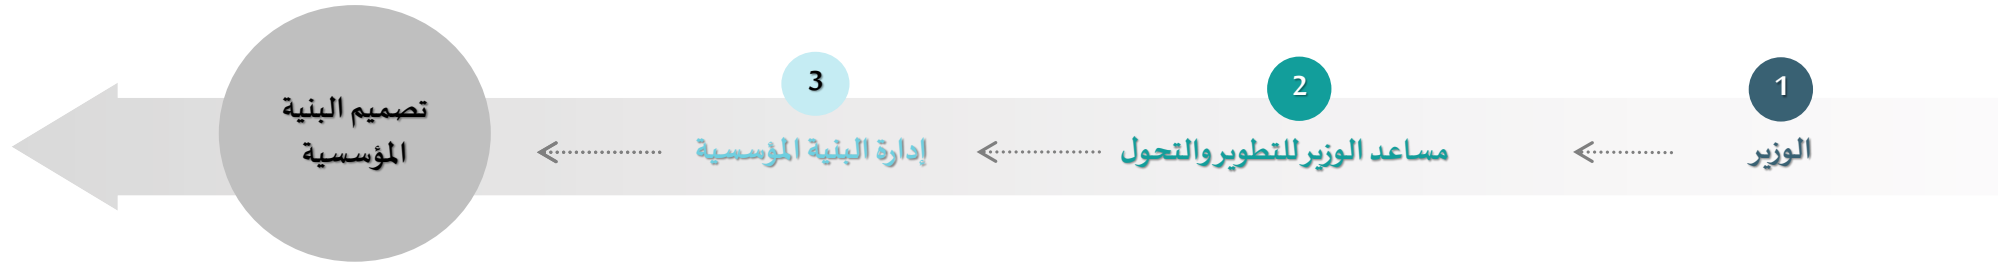 1
الوزير
2
مساعد الوزير للتطوير والتحول
3
إدارة البنية المؤسسية
تصميم البنية
المؤسسية